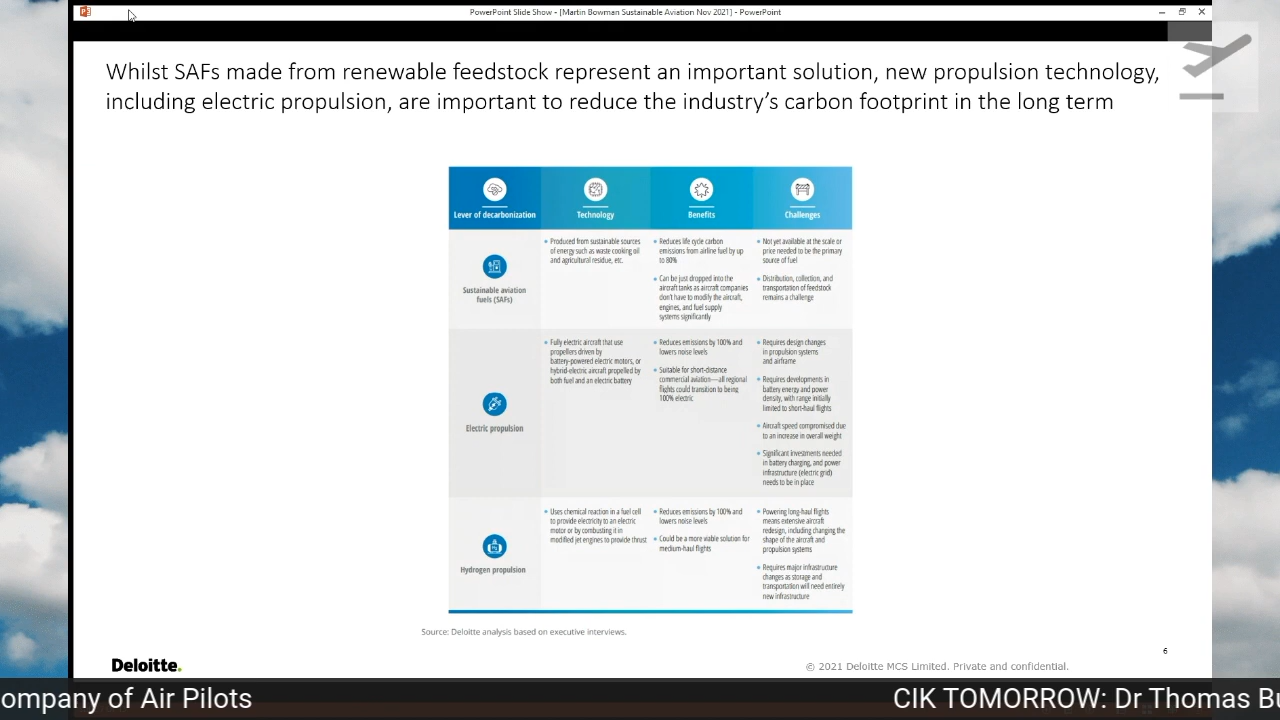 PowerPoint Slide Show - [Martin Bowman Sustainable Aviation Nov 2021] - PowerPoint
Whilst SAFs made from renewable feedstock represent an important solution, new propulsion technology,
including electric propulsion, are important to reduce the industry's carbon footprint in the long term
Lever of decarbonization
Technology
Benefits
Challenges
Sustainable aviation
fuels (SAFs)
• Produced from sustainable sources
of energy such as waste cooking oil
and agricultural residue, etc.
• Reduces life cycle carbon
emissions from airline fuel by up
to 80%
• Can be just dropped into the
aircraft tanks as aircraft companies
don't have to modify the aircraft,
engines, and fuel supply
systems significantly
• Not yet available at the scale or
price needed to be the primary
source of fuel
• Distribution, collection, and
transportation of feedstock
remains a challenge
Electric propulsion
• Fully electric aircraft that use
propellers driven by
battery-powered electric motors, or
hybrid-electric aircraft propelled by
both fuel and an electric battery
• Reduces emissions by 100% and
lowers noise levels
• Suitable for short-distance
commercial aviation—all regional
flights could transition to being
100% electric
• Requires design changes
in propulsion systems
and airframe
• Requires developments in
battery energy and power
density, with range initially
limited to short-haul flights
• Aircraft speed compromised due
to an increase in overall weight
• Significant investments needed
in battery charging, and power
infrastructure (electric grid)
needs to be in place
Hydrogen propulsion
• Uses chemical reaction in a fuel cell
to provide electricity to an electric
motor or by combusting it in
modified jet engines to provide thrust
• Reduces emissions by 100% and
lowers noise levels
• Could be a more viable solution for
medium-haul flights
• Powering long-haul flights
means extensive aircraft
redesign, including changing the
shape of the aircraft and
propulsion systems
• Requires major infrastructure
changes as storage and
transportation will need entirely
new infrastructure
Source: Deloitte analysis based on executive interviews.
6
Deloitte.
© 2021 Deloitte MCS Limited. Private and confidential.
ompany of Air Pilots
CIK TOMORROW: Dr Thomas Bu